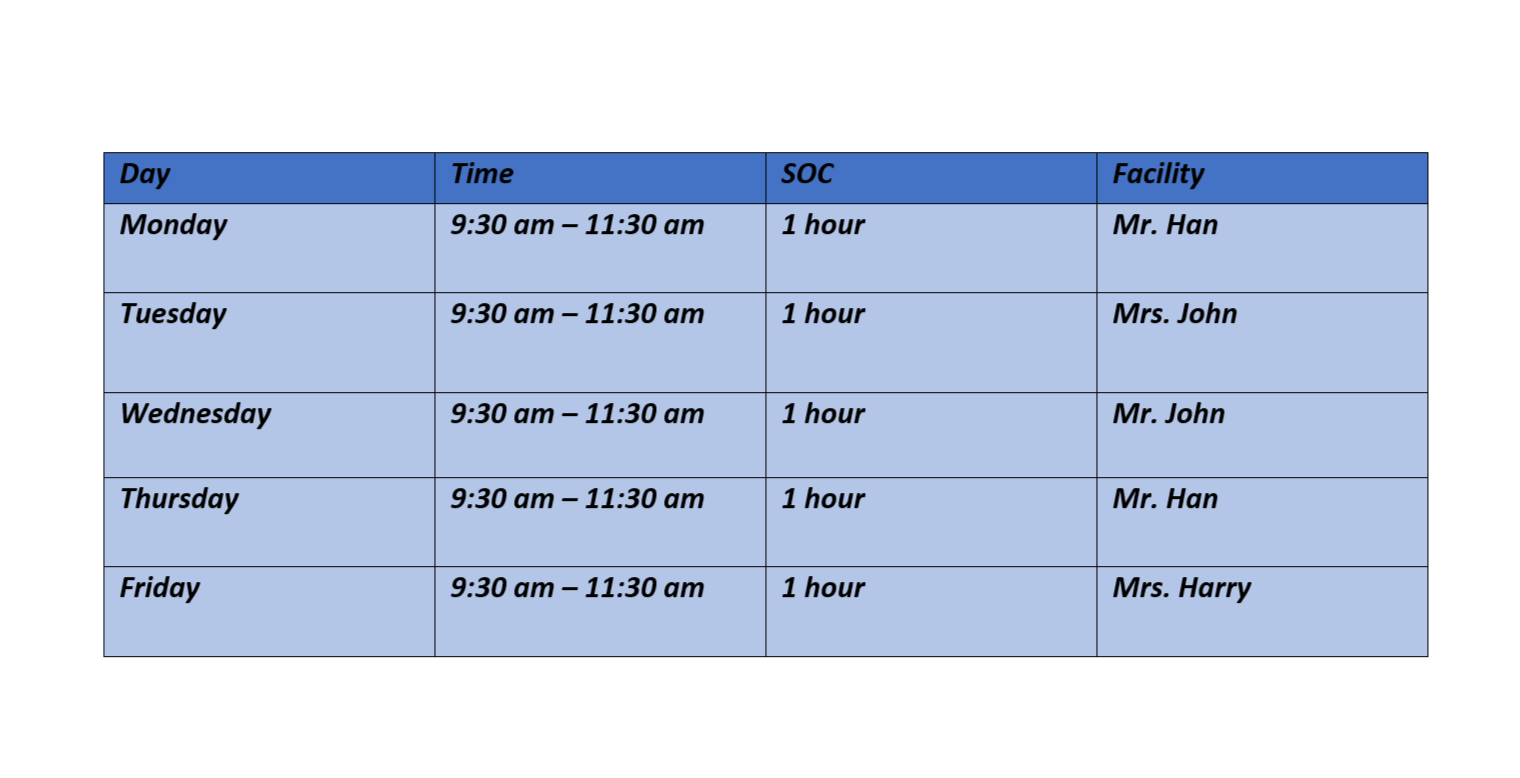 Day Time SOC Facility
Monday 9:30 am – 11:30 am 1 hour Mr. Han
Tuesday 9:30 am – 11:30 am 1 hour Mrs. John
Wednesday 9:30 am – 11:30 am 1 hour Mr. John
Thursday 9:30 am – 11:30 am 1 hour Mr. Han
Friday 9:30 am – 11:30 am 1 hour Mrs. Harry